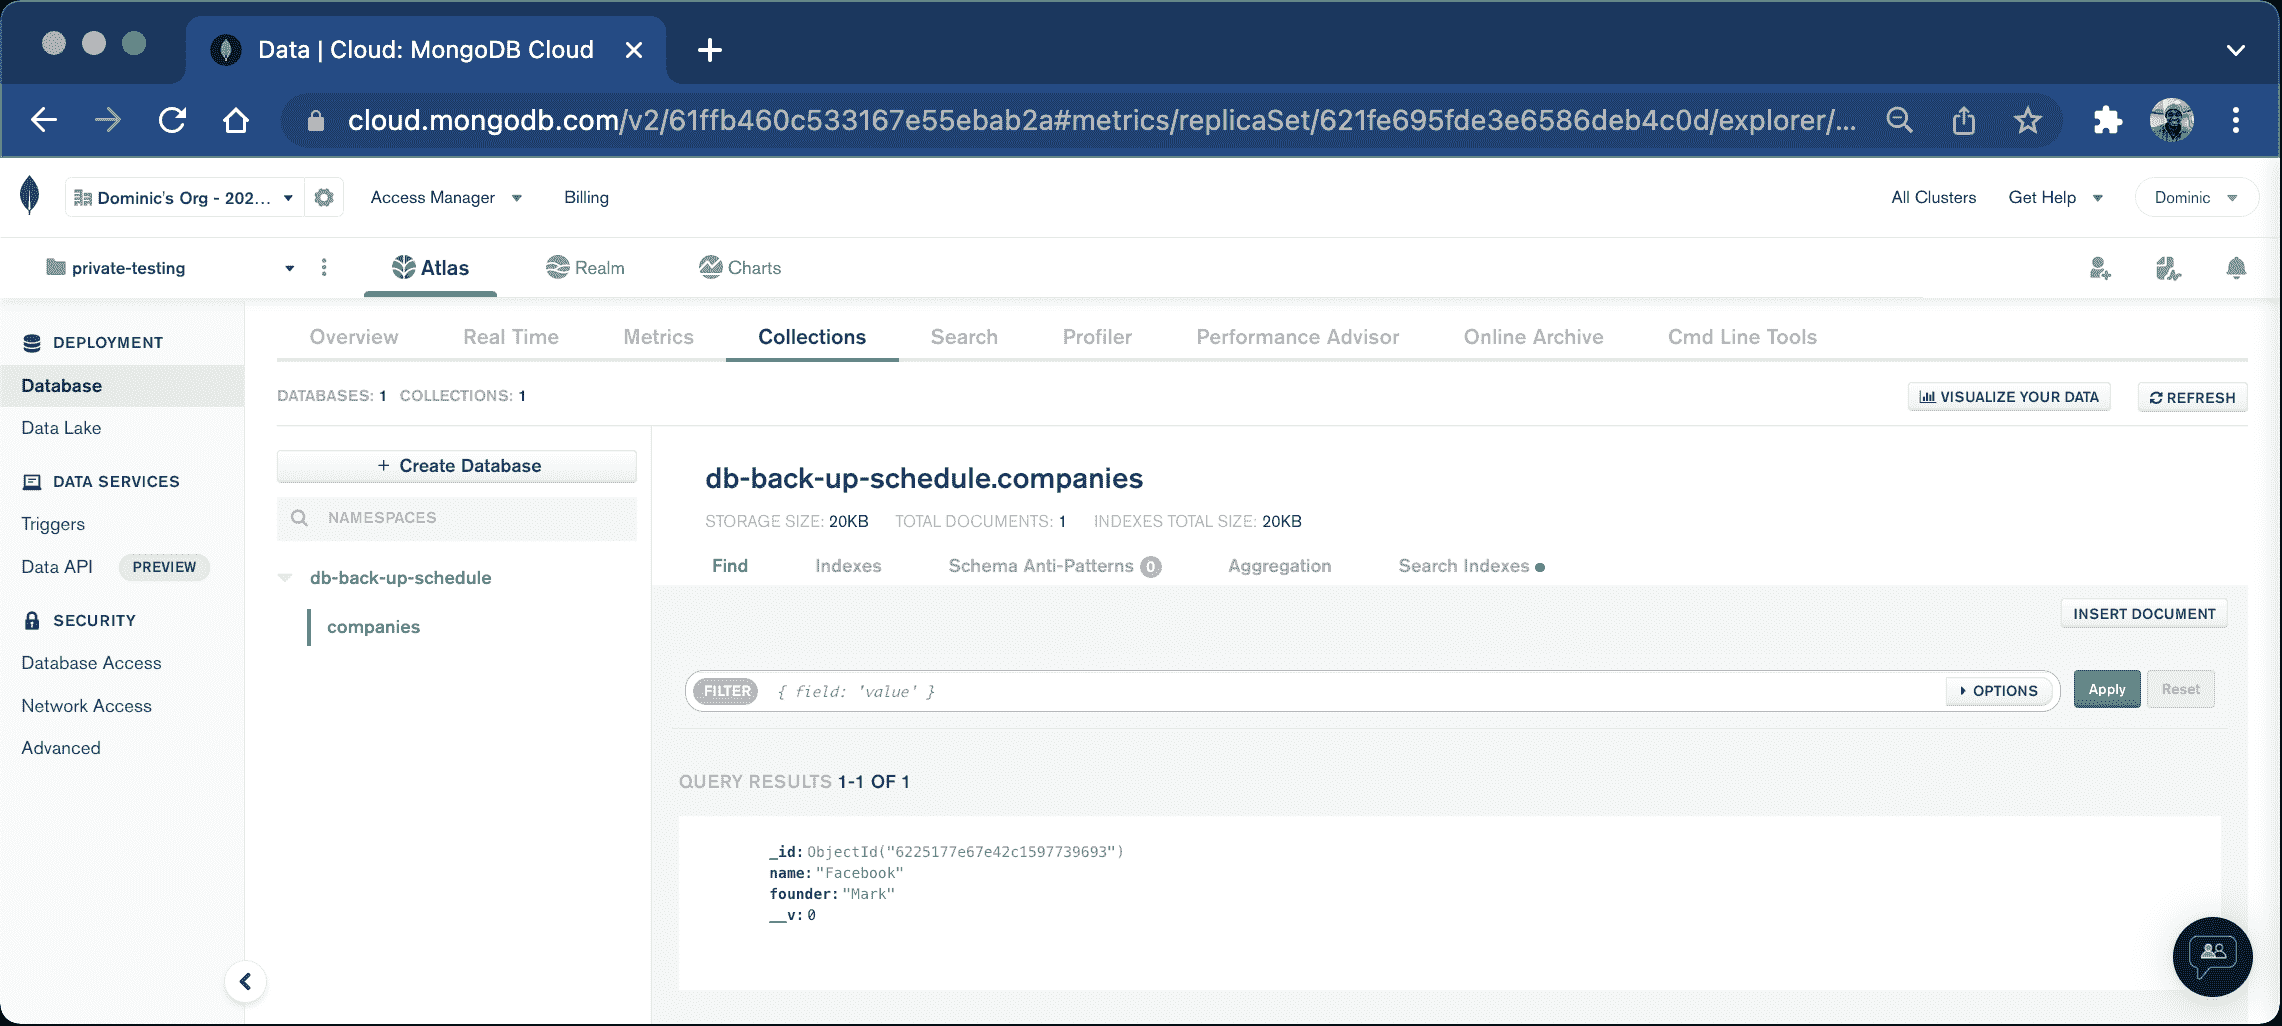 Data | Cloud: MongoDB Cloud
cloud.mongodb.com/v2/61ffb460c533167e55ebab2a#metrics/replicaSet/621fe695fde3e6586deb4c0d/explorer/...
Dominic's Org - 202... Access Manager Billing All Clusters Get Help Dominic
private-testing Atlas Realm Charts
DEPLOYMENT
Database
Data Lake
DATA SERVICES
Triggers
Data API PREVIEW
SECURITY
Database Access
Network Access
Advanced
Overview Real Time Metrics Collections Search Profiler Performance Advisor Online Archive Cmd Line Tools
DATABASES: 1 COLLECTIONS: 1 VISUALIZE YOUR DATA REFRESH
+ Create Database
NAMESPACES
db-back-up-schedule
companies
db-back-up-schedule.companies
STORAGE SIZE: 20KB TOTAL DOCUMENTS: 1 INDEXES TOTAL SIZE: 20KB
Find Indexes Schema Anti-Patterns 0 Aggregation Search Indexes
INSERT DOCUMENT
FILTER { field: 'value' } OPTIONS Apply Reset
QUERY RESULTS 1-1 OF 1
_id: ObjectId("6225177e67e42c1597739693")
name: "Facebook"
founder: "Mark"
__v: 0